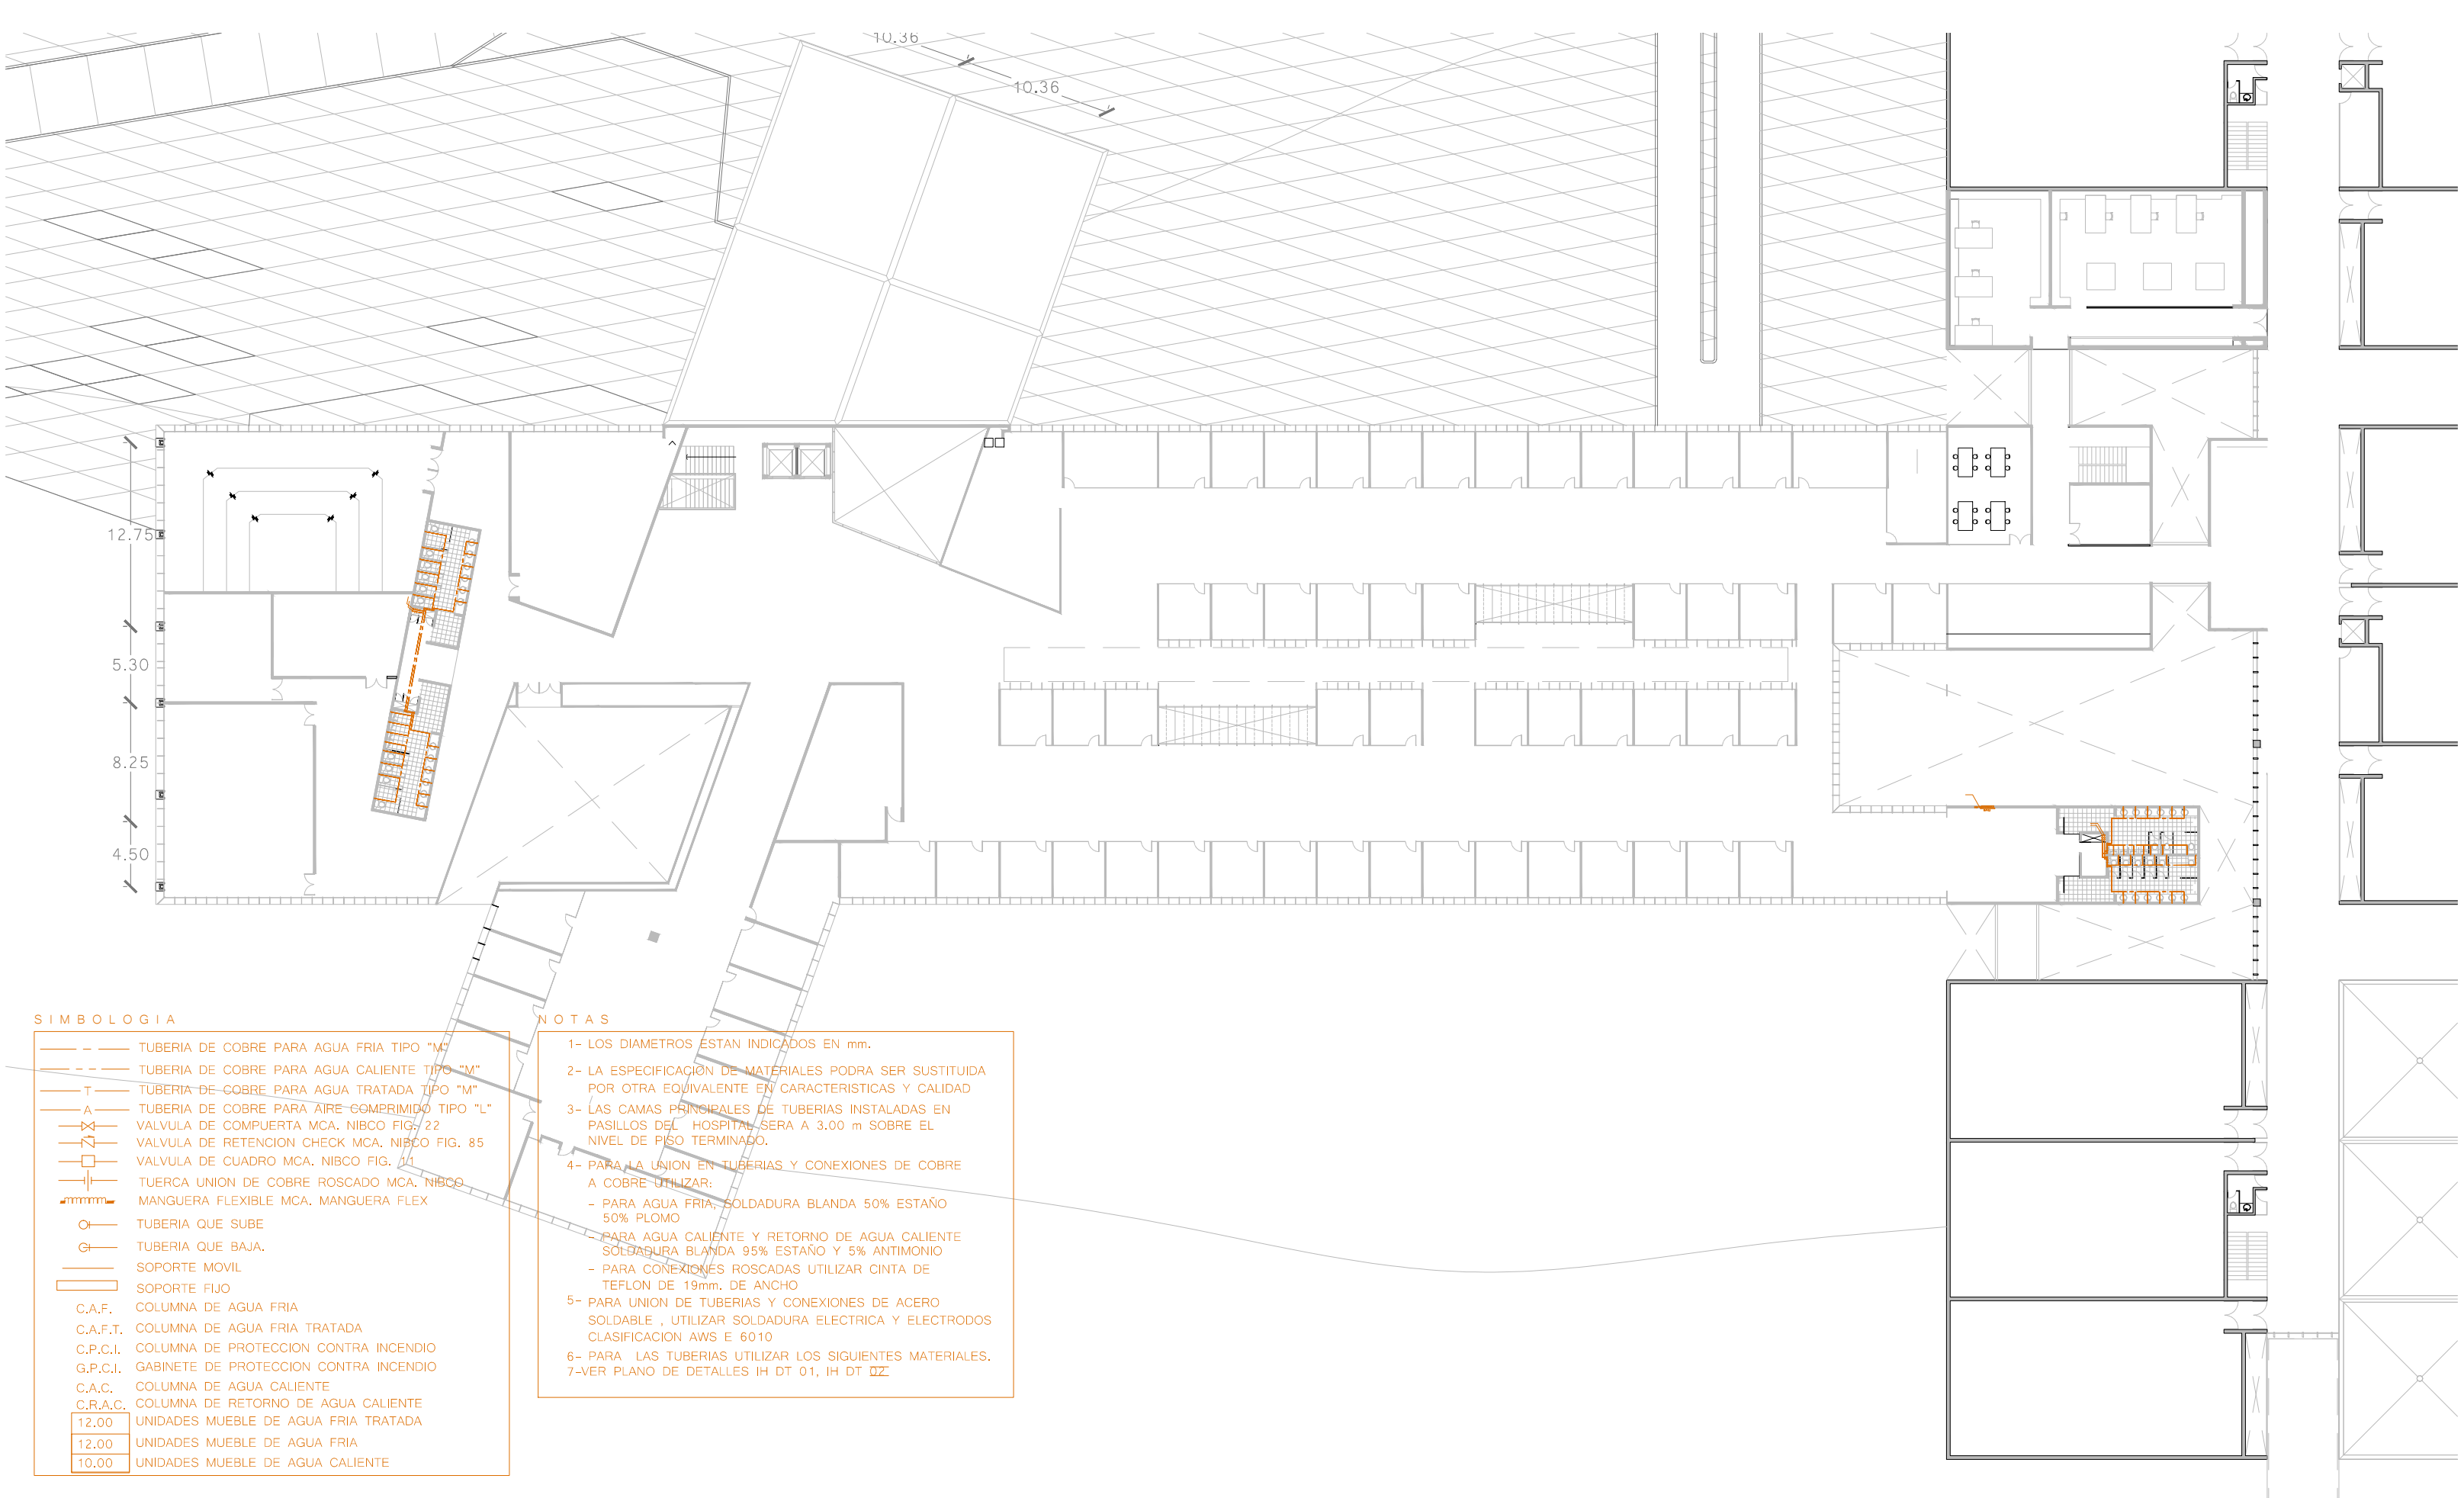 10.36
10.36
12.75
5.30
8.25
4.50
SIMBOLOGIA
TUBERIA DE COBRE PARA AGUA FRIA TIPO "M"
TUBERIA DE COBRE PARA AGUA CALIENTE TIPO "M"
T
TUBERIA DE COBRE PARA AGUA TRATADA TIPO "M"
A
TUBERIA DE COBRE PARA AIRE COMPRIMIDO TIPO "L"
VALVULA DE COMPUERTA MCA. NIBCO FIG. 22
VALVULA DE RETENCION CHECK MCA. NIBCO FIG. 85
VALVULA DE CUADRO MCA. NIBCO FIG. 11
TUERCA UNION DE COBRE ROSCADO MCA. NIBCO
MANGUERA FLEXIBLE MCA. MANGUERA FLEX
TUBERIA QUE SUBE
TUBERIA QUE BAJA.
SOPORTE MOVIL
SOPORTE FIJO
C.A.F. COLUMNA DE AGUA FRIA
C.A.F.T. COLUMNA DE AGUA FRIA TRATADA
C.P.C.I. COLUMNA DE PROTECCION CONTRA INCENDIO
G.P.C.I. GABINETE DE PROTECCION CONTRA INCENDIO
C.A.C. COLUMNA DE AGUA CALIENTE
C.R.A.C. COLUMNA DE RETORNO DE AGUA CALIENTE
12.00 UNIDADES MUEBLE DE AGUA FRIA TRATADA
12.00 UNIDADES MUEBLE DE AGUA FRIA
10.00 UNIDADES MUEBLE DE AGUA CALIENTE
NOTAS
1- LOS DIAMETROS ESTAN INDICADOS EN mm.
2- LA ESPECIFICACIÓN DE MATERIALES PODRA SER SUSTITUIDA
POR OTRA EQUIVALENTE EN CARACTERISTICAS Y CALIDAD
3- LAS CAMAS PRINCIPALES DE TUBERIAS INSTALADAS EN
PASILLOS DEL HOSPITAL SERA A 3.00 m SOBRE EL
NIVEL DE PISO TERMINADO.
4- PARA LA UNION EN TUBERIAS Y CONEXIONES DE COBRE
A COBRE UTILIZAR:
- PARA AGUA FRIA, SOLDADURA BLANDA 50% ESTAÑO
50% PLOMO
- PARA AGUA CALIENTE Y RETORNO DE AGUA CALIENTE
SOLDADURA BLANDA 95% ESTAÑO Y 5% ANTIMONIO
- PARA CONEXIONES ROSCADAS UTILIZAR CINTA DE
TEFLON DE 19mm. DE ANCHO
5- PARA UNION DE TUBERIAS Y CONEXIONES DE ACERO
SOLDABLE , UTILIZAR SOLDADURA ELECTRICA Y ELECTRODOS
CLASIFICACION AWS E 6010
6- PARA LAS TUBERIAS UTILIZAR LOS SIGUIENTES MATERIALES.
7-VER PLANO DE DETALLES IH DT 01, IH DT 02